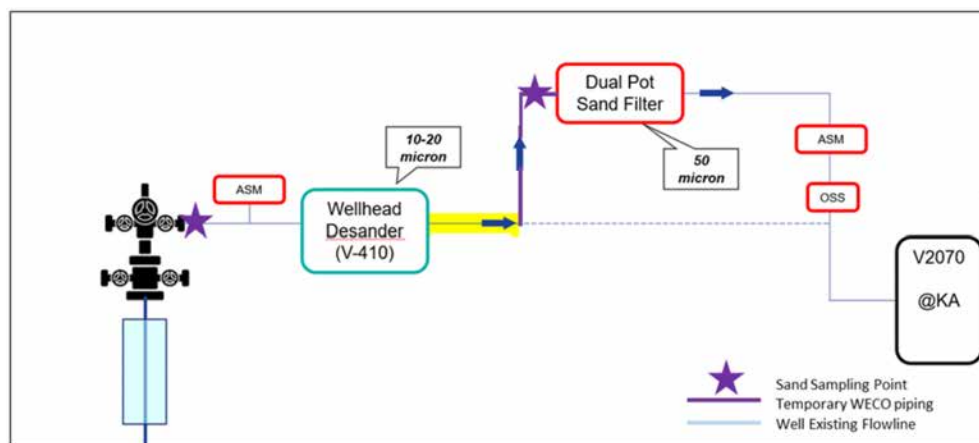 Dual Pot
Sand Filter
10-20
micron
50
micron
ASM
ASM
OSS
Wellhead
Desander
(V-410)
V2070
@KA
Sand Sampling Point
Temporary WECO piping
Well Existing Flowline